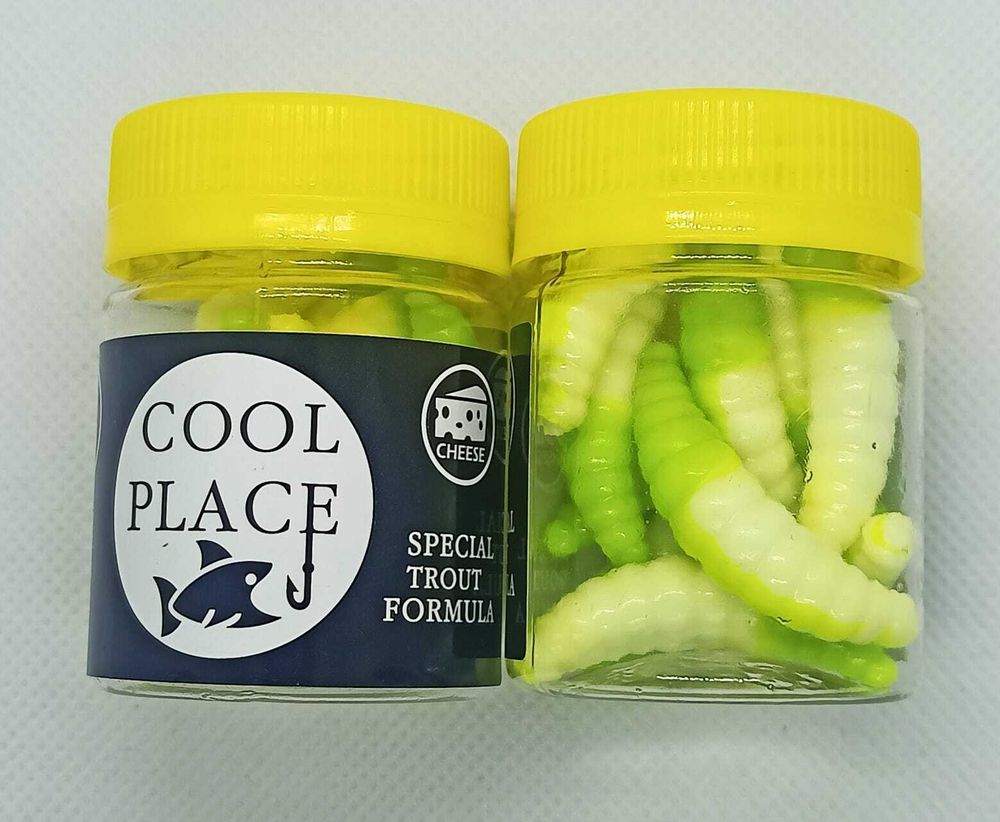 COOL
PLACE
CHEESE
SPECIAL
TROUT
FORMULA